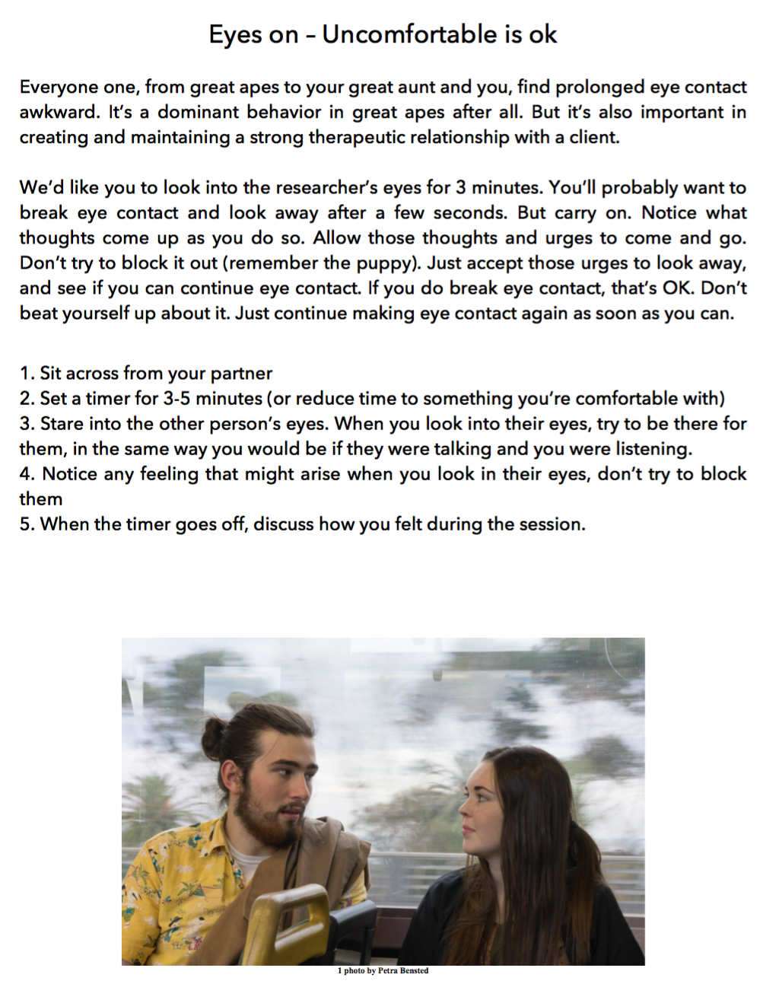 Eyes on – Uncomfortable is ok
Everyone one, from great apes to your great aunt and you, find prolonged eye contact
awkward. It's a dominant behavior in great apes after all. But it's also important in
creating and maintaining a strong therapeutic relationship with a client.
We'd like you to look into the researcher's eyes for 3 minutes. You'll probably want to
break eye contact and look away after a few seconds. But carry on. Notice what
thoughts come up as you do so. Allow those thoughts and urges to come and go.
Don't try to block it out (remember the puppy). Just accept those urges to look away,
and see if you can continue eye contact. If you do break eye contact, that's OK. Don't
beat yourself up about it. Just continue making eye contact again as soon as you can.
1. Sit across from your partner
2. Set a timer for 3-5 minutes (or reduce time to something you're comfortable with)
3. Stare into the other person's eyes. When you look into their eyes, try to be there for
them, in the same way you would be if they were talking and you were listening.
4. Notice any feeling that might arise when you look in their eyes, don't try to block
them
5. When the timer goes off, discuss how you felt during the session.
1 photo by Petra Bensted